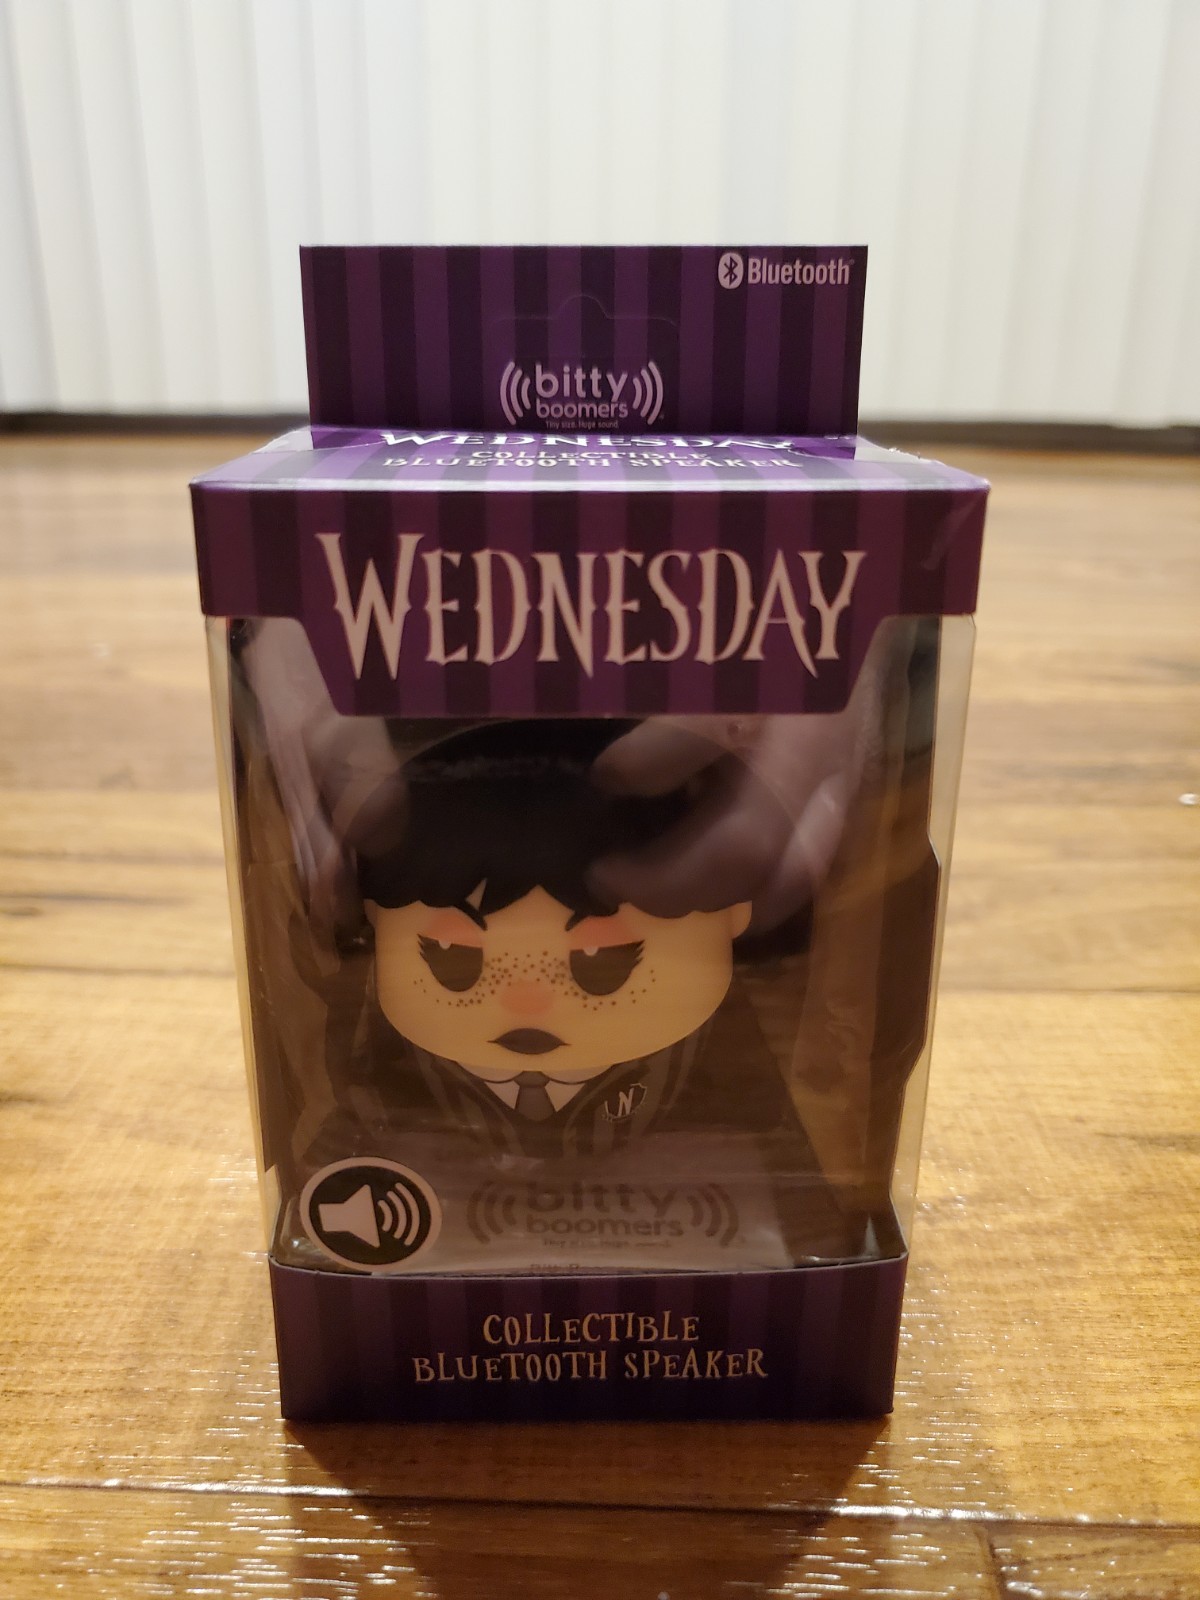 Bluetooth
bitty
boomers
Tiny size. Huge sound
WEDNESDAY
COLLECTIBLE
BLUETOOTH SPEAKER
WEDNESDAY
N
bitty
boomers
COLLECTIBLE
BLUETOOTH SPEAKER